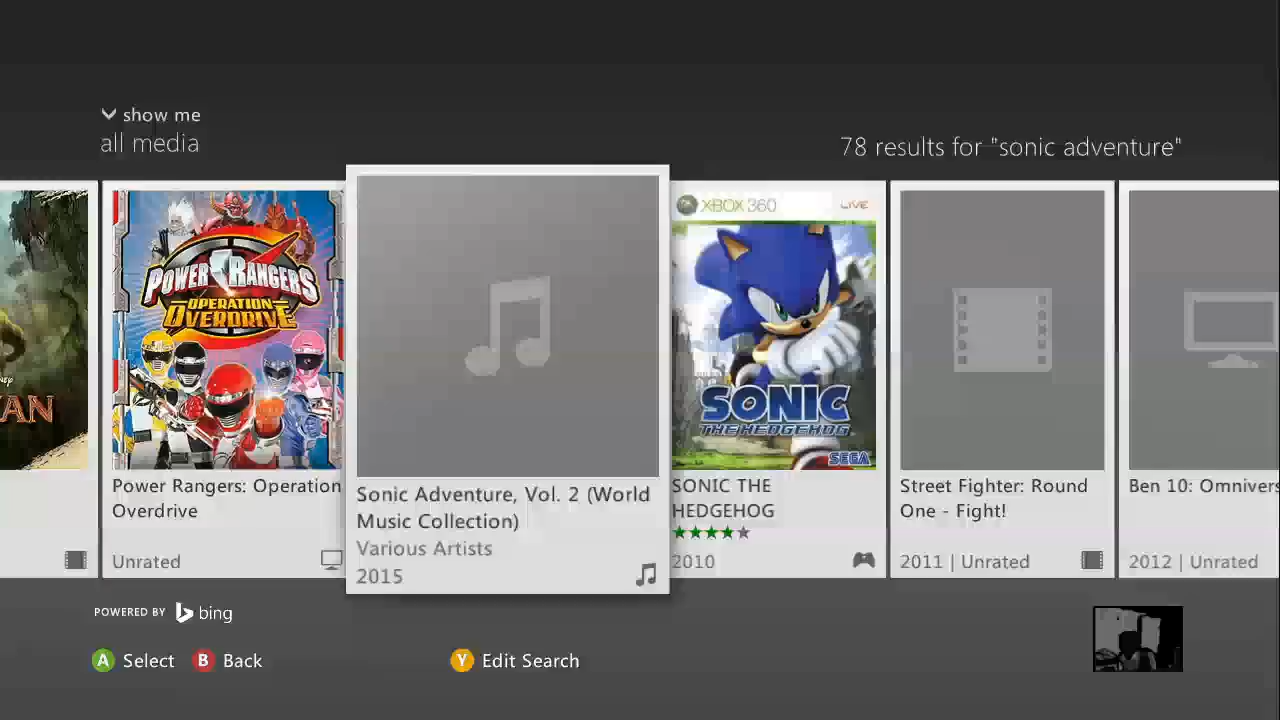 show me
all media
78 results for "sonic adventure"
POWER RANGERS
OPERATION
OVERDRIVE
XBOX 360
LIVE
SONIC
THE HEDGEHOG
SEGA
Power Rangers: Operation
Overdrive
Unrated
Sonic Adventure, Vol. 2 (World
Music Collection)
Various Artists
2015
SONIC THE
HEDGEHOG
2010
Street Fighter: Round
One - Fight!
2011 | Unrated
Ben 10: Omnivers
2012 | Unrated
POWERED BY bing
A Select B Back Y Edit Search